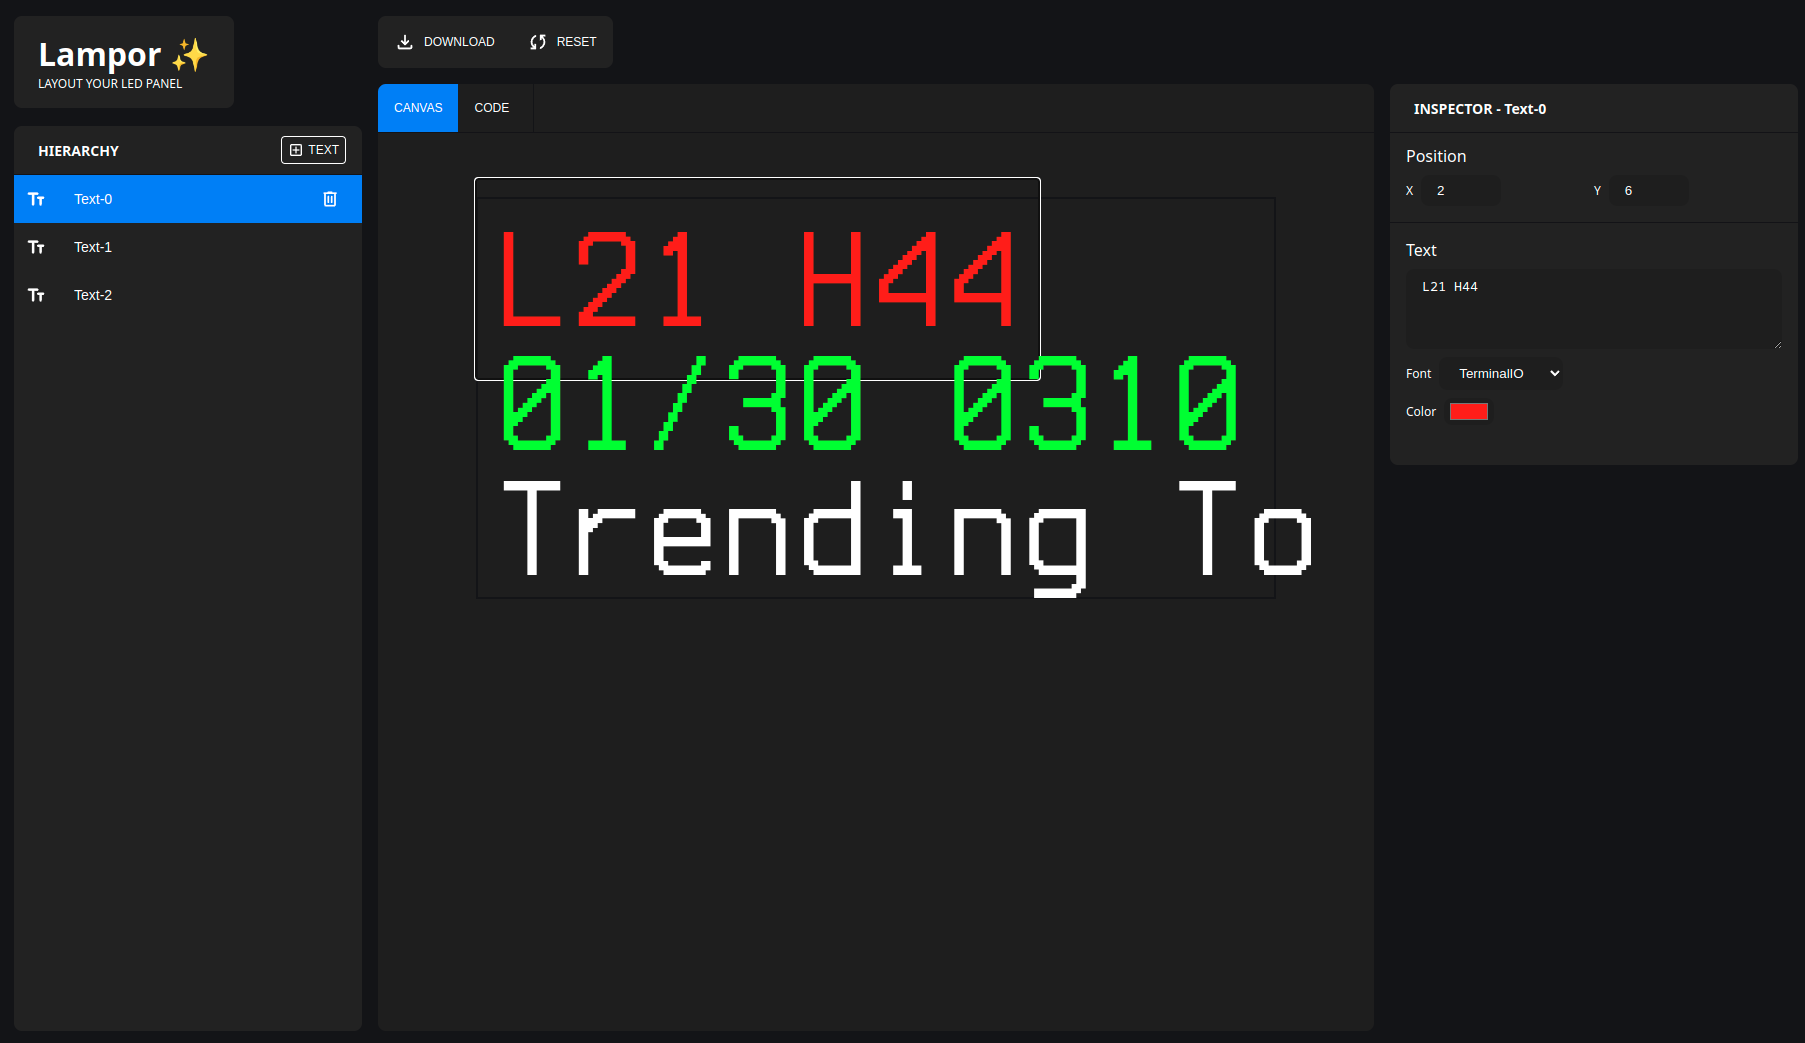 Lampor ✨
LAYOUT YOUR LED PANEL
DOWNLOAD
RESET
HIERARCHY
TEXT
Text-0
Text-1
Text-2
CANVAS
CODE
L21 H44
01/30 0310
Trending To
INSPECTOR - Text-0
Position
X 2
Y 6
Text
L21 H44
Font TerminalIO
Color